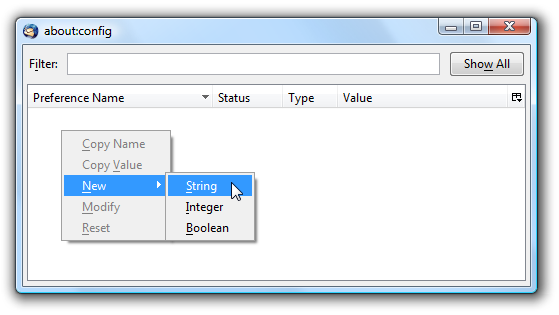 about:config
Filter: Show All
Preference Name Status Type Value
Copy Name
Copy Value
New String
Modify Integer
Reset Boolean